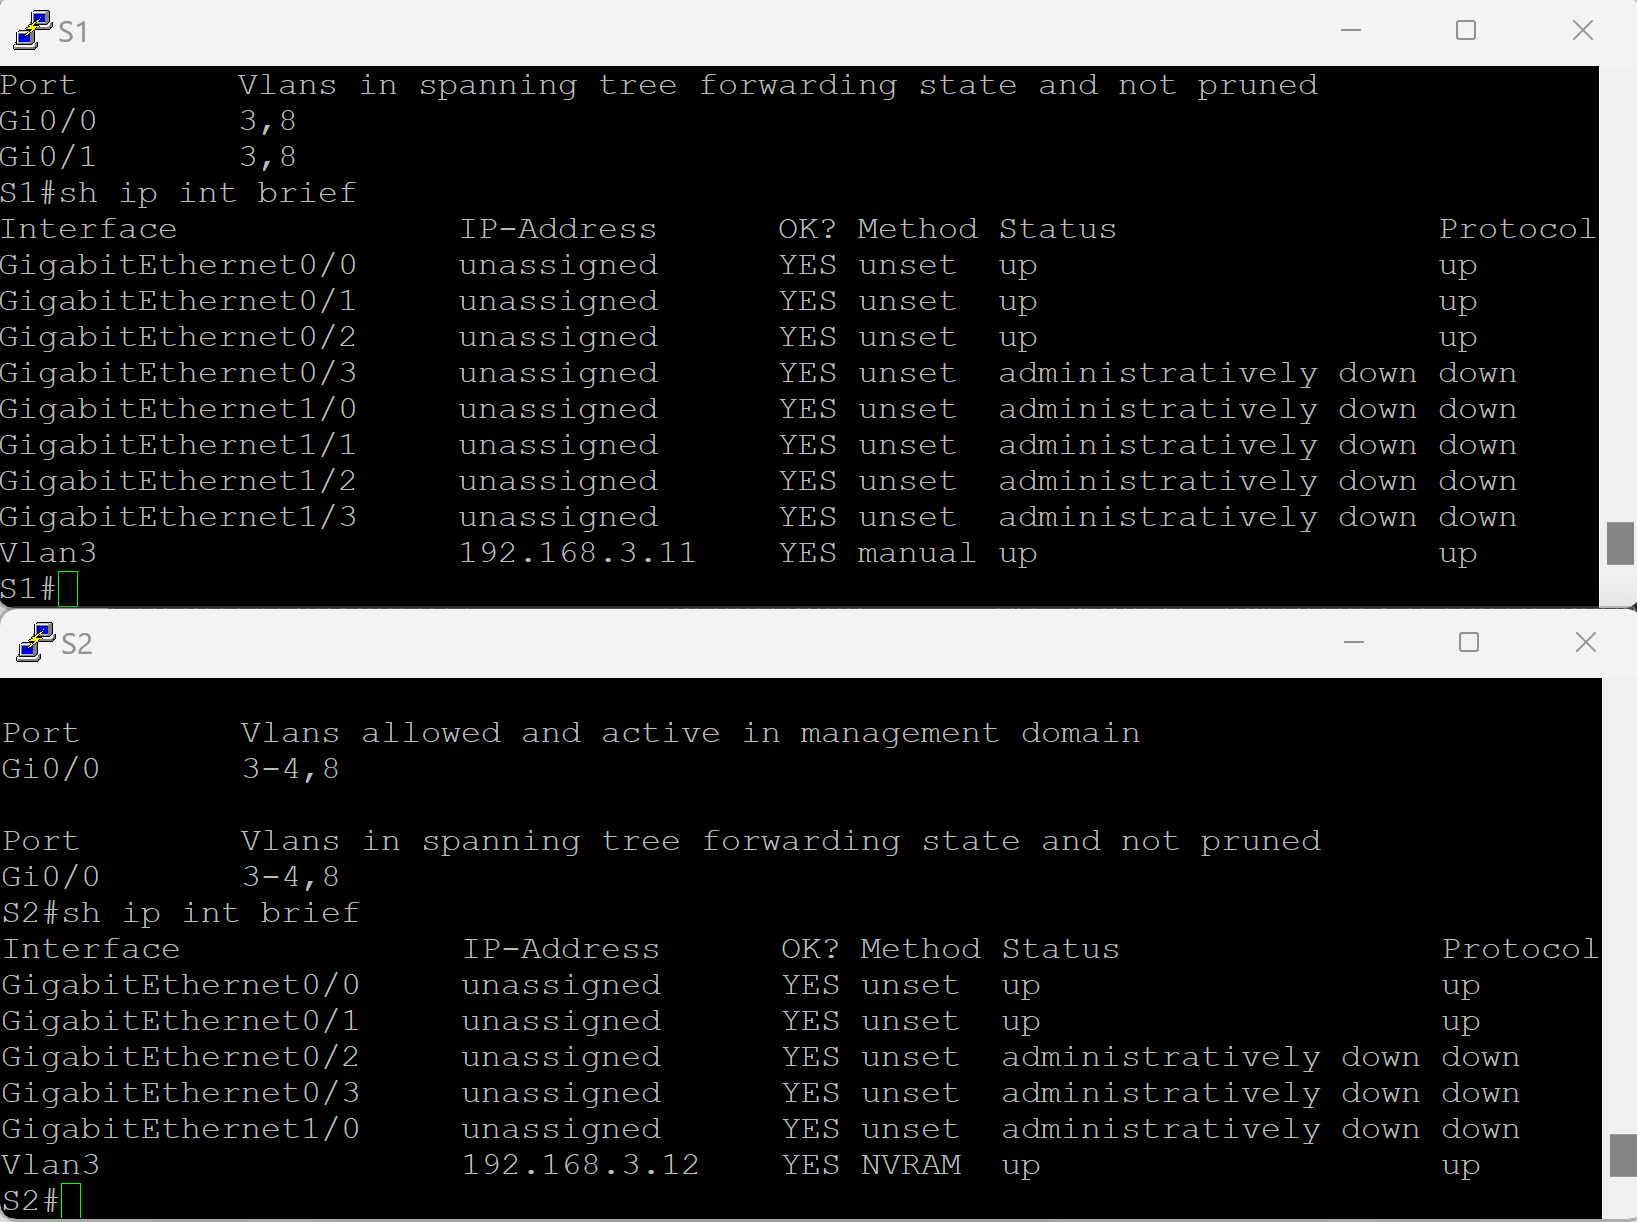 S1
Port        Vlans in spanning tree forwarding state and not pruned
Gi0/0       3,8
Gi0/1       3,8
S1#sh ip int brief
Interface              IP-Address      OK? Method Status                Protocol
GigabitEthernet0/0     unassigned      YES unset  up                    up
GigabitEthernet0/1     unassigned      YES unset  up                    up
GigabitEthernet0/2     unassigned      YES unset  up                    up
GigabitEthernet0/3     unassigned      YES unset  administratively down down
GigabitEthernet1/0     unassigned      YES unset  administratively down down
GigabitEthernet1/1     unassigned      YES unset  administratively down down
GigabitEthernet1/2     unassigned      YES unset  administratively down down
GigabitEthernet1/3     unassigned      YES unset  administratively down down
Vlan3                  192.168.3.11    YES manual up                    up
S1#
S2
Port        Vlans allowed and active in management domain
Gi0/0       3-4,8
Port        Vlans in spanning tree forwarding state and not pruned
Gi0/0       3-4,8
S2#sh ip int brief
Interface              IP-Address      OK? Method Status                Protocol
GigabitEthernet0/0     unassigned      YES unset  up                    up
GigabitEthernet0/1     unassigned      YES unset  up                    up
GigabitEthernet0/2     unassigned      YES unset  administratively down down
GigabitEthernet0/3     unassigned      YES unset  administratively down down
GigabitEthernet1/0     unassigned      YES unset  administratively down down
Vlan3                  192.168.3.12    YES NVRAM  up                    up
S2#